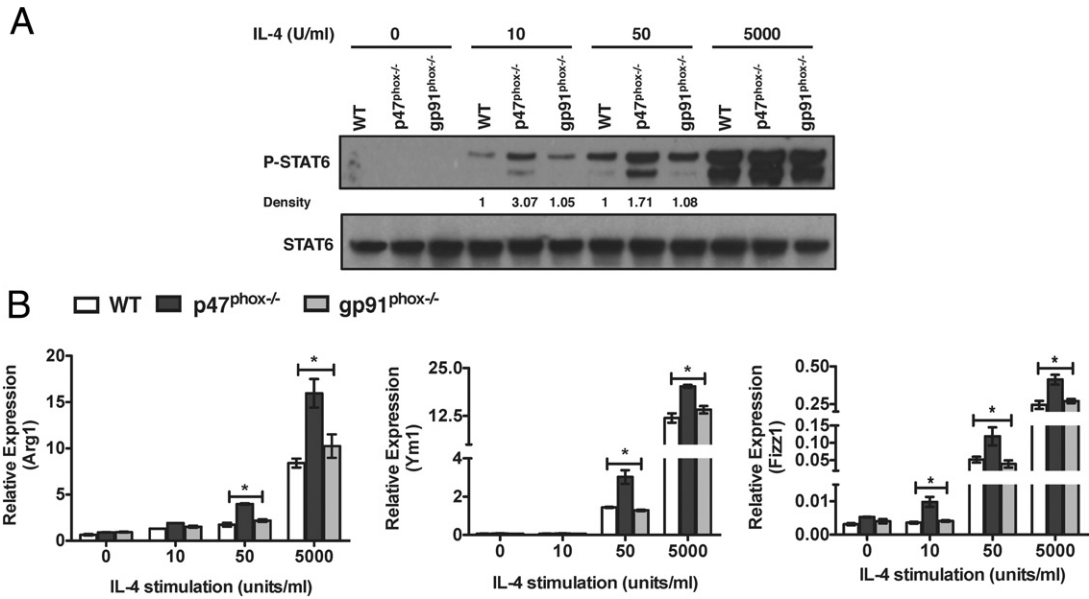 A
IL-4 (U/ml) 0 10 50 5000
WT p47phox-/- gp91phox-/- WT p47phox-/- gp91phox-/- WT p47phox-/- gp91phox-/- WT p47phox-/- gp91phox-/-
P-STAT6
Density 1 3.07 1.05 1 1.71 1.08
STAT6
B WT p47phox-/- gp91phox-/-
Relative Expression
(Arg1)
20
15
10
5
0
* *
0 10 50 5000
IL-4 stimulation (units/ml)
Relative Expression
(Ym1)
25.0
12.5
4
2
0
* *
0 10 50 5000
IL-4 stimulation (units/ml)
Relative Expression
(Fizz1)
0.50
0.25
0.15
0.10
0.05
0.01
0.00
* * *
0 10 50 5000
IL-4 stimulation (units/ml)